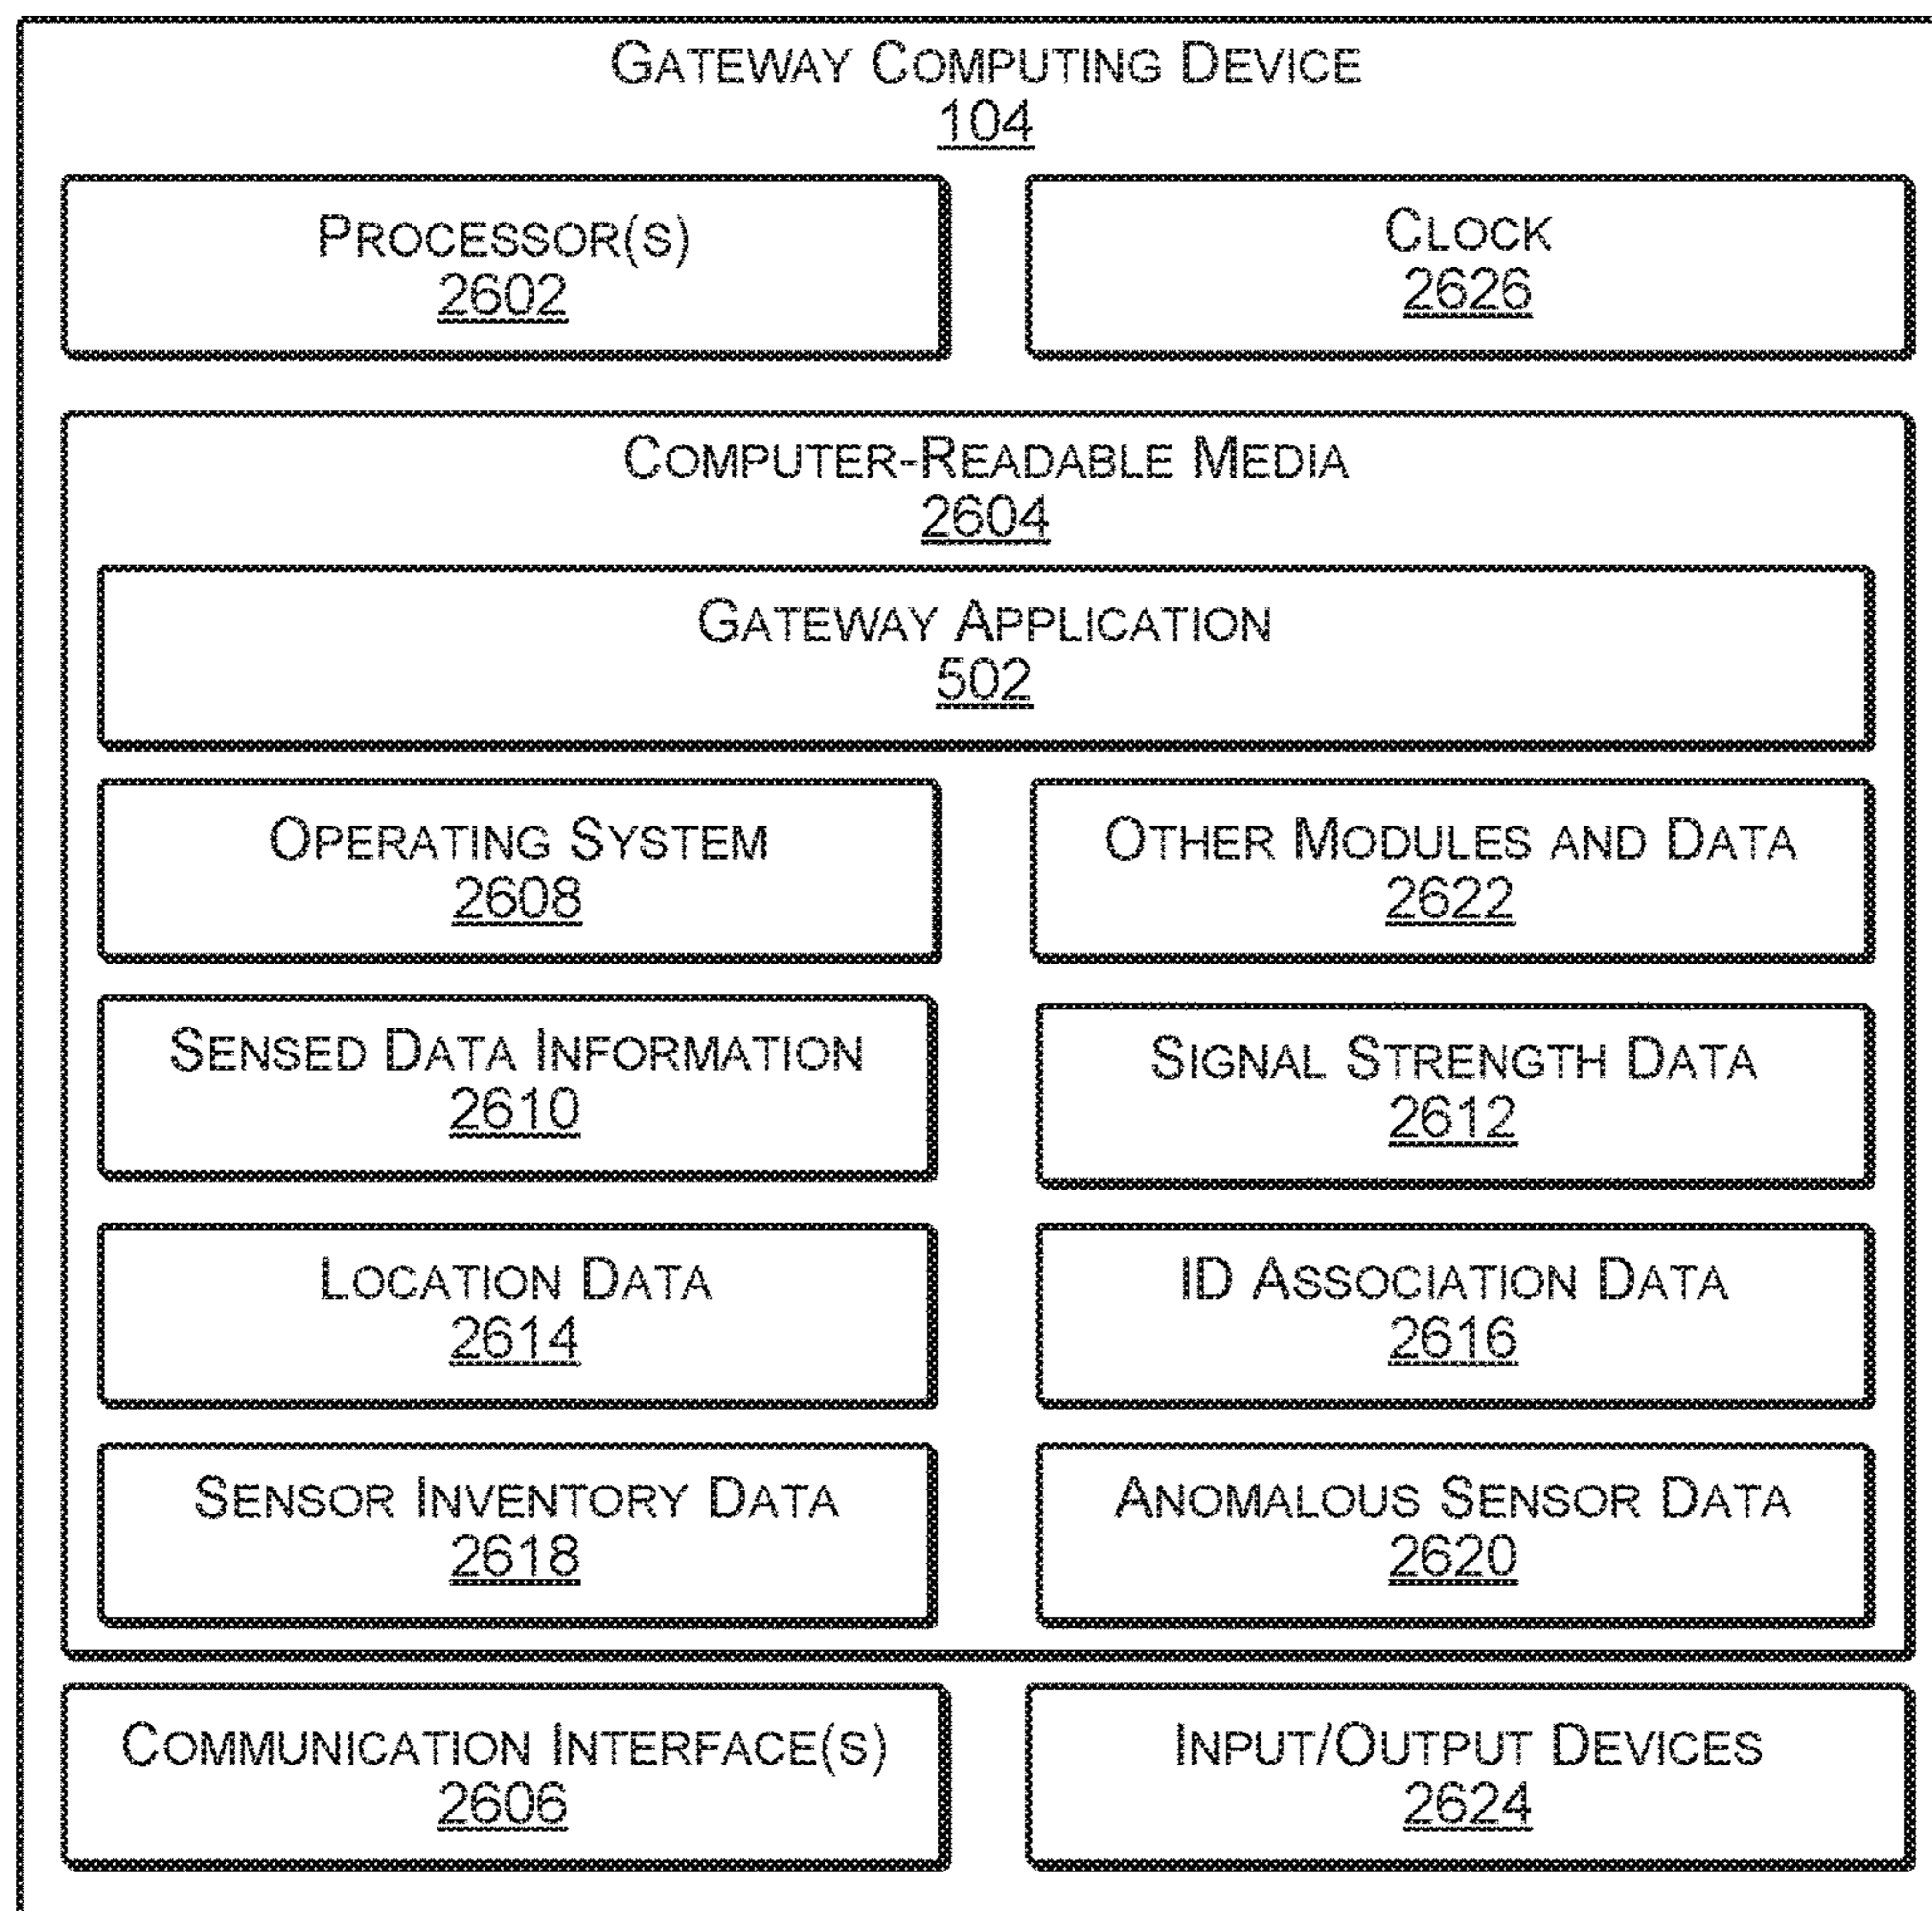 GATEWAY COMPUTING DEVICE
104
PROCESSOR(S)
2602
CLOCK
2626
COMPUTER-READABLE MEDIA
2604
GATEWAY APPLICATION
502
OPERATING SYSTEM
2608
OTHER MODULES AND DATA
2622
SENSED DATA INFORMATION
2610
SIGNAL STRENGTH DATA
2612
LOCATION DATA
2614
ID ASSOCIATION DATA
2616
SENSOR INVENTORY DATA
2618
ANOMALOUS SENSOR DATA
2620
COMMUNICATION INTERFACE(S)
2606
INPUT/OUTPUT DEVICES
2624